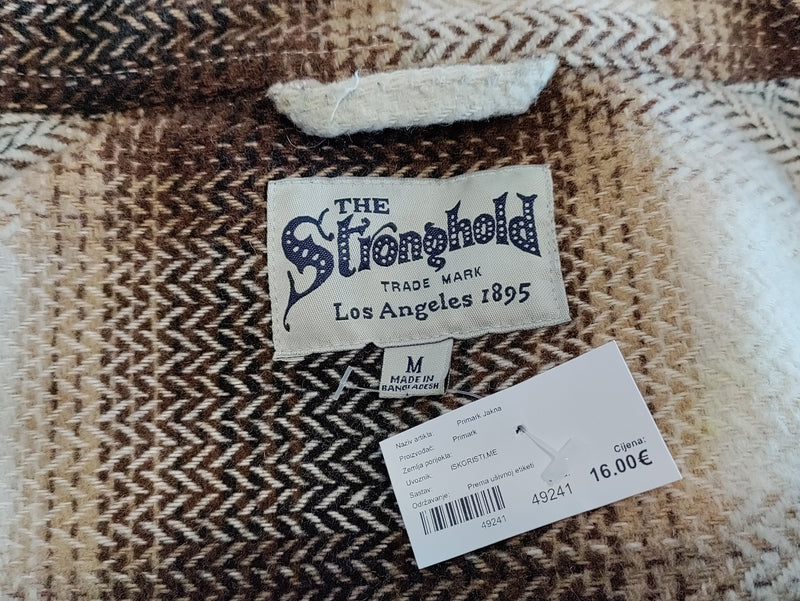 THE
Stronghold
TRADE MARK
Los Angeles 1895
M
MADE IN
BANGLADESH
Naziv artikla: Primark Jakna
Proizvođač: Primark
Zemlja porijekla:
Uvoznik: ISKORISTI.ME
Sastav:
Održavanje: Prema ušivnoj etiketi
49241
49241
Cijena:
16.00€